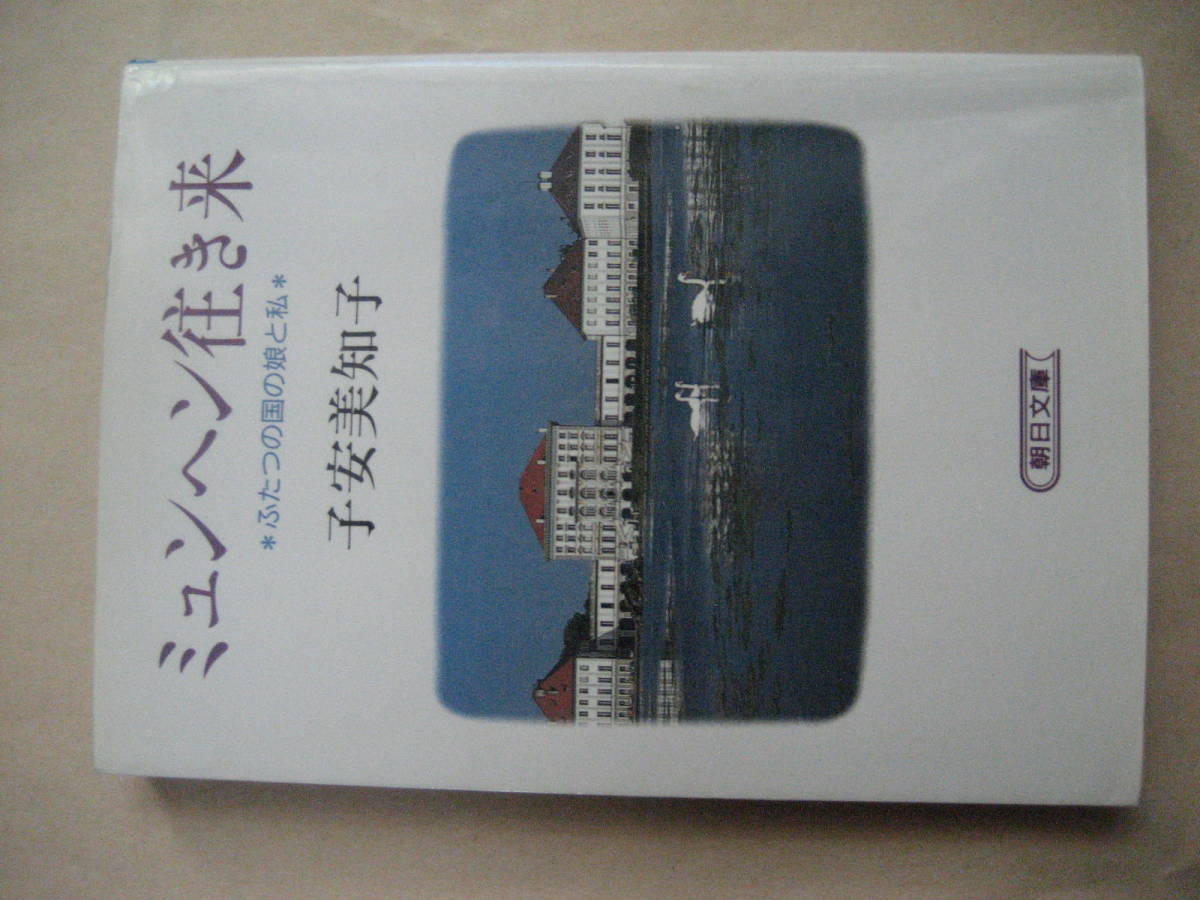 ミュンヘン往き来
*ふたつの国の娘と私*
子安美知子
朝日文庫